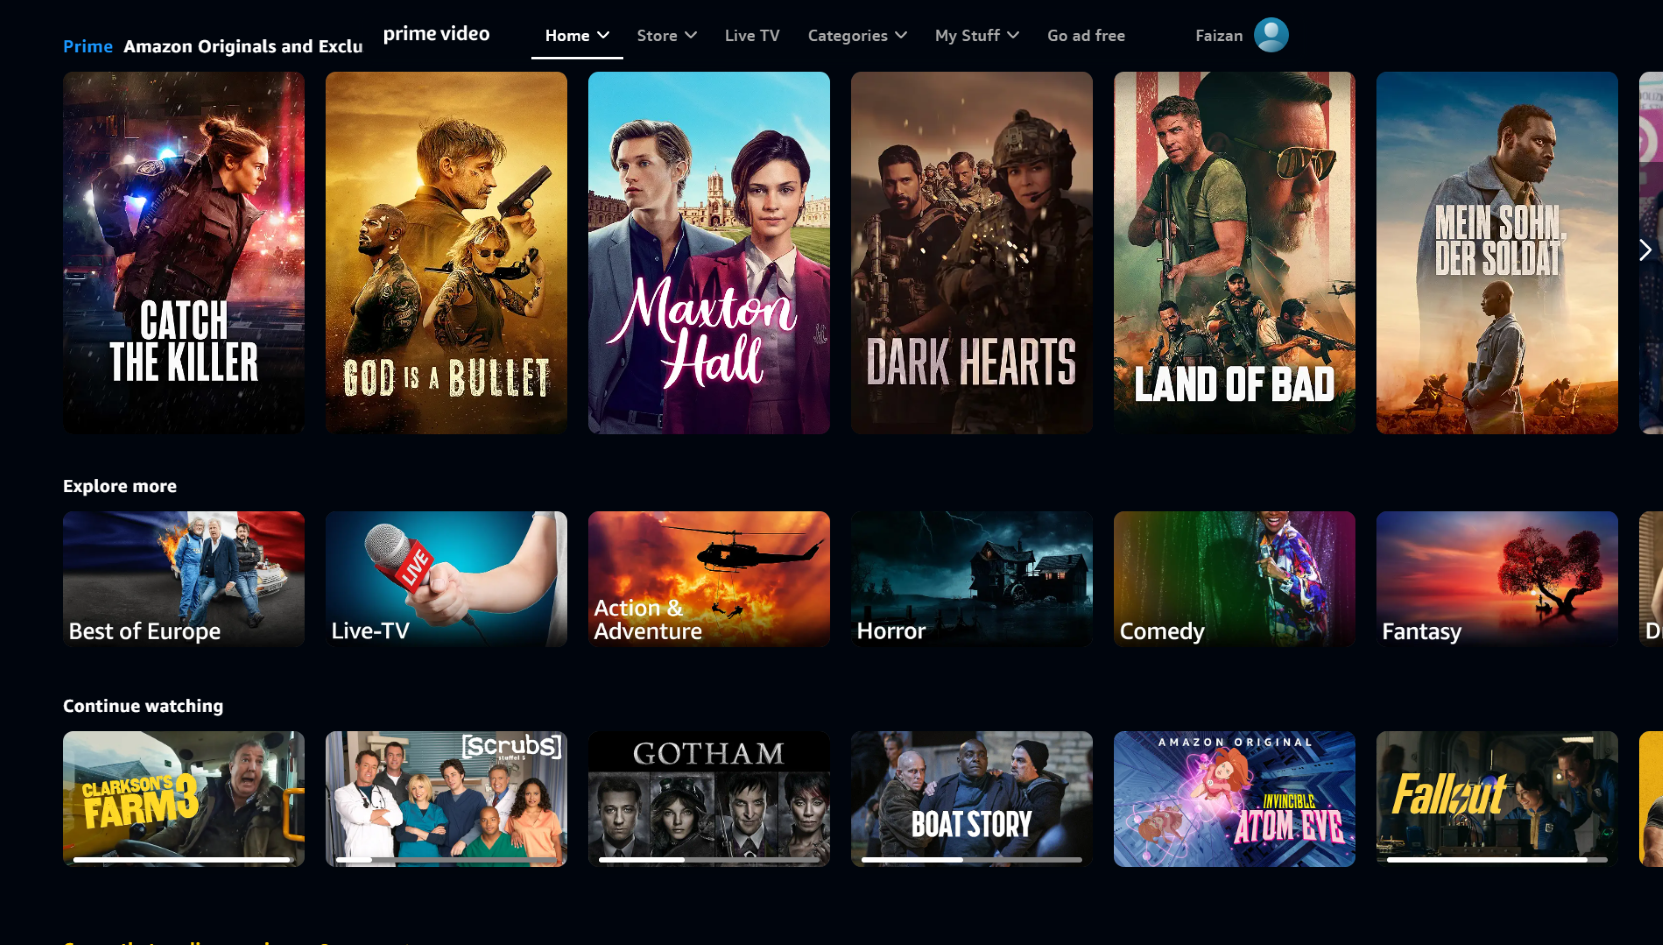 prime video
Home
Store
Live TV
Categories
My Stuff
Go ad free
Faizan
Prime Amazon Originals and Exclu
CATCH
THE KILLER
GOD IS A BULLET
Maxton
Hall
DARK HEARTS
LAND OF BAD
MEIN SOHN,
DER SOLDAT
Explore more
Best of Europe
LIVE
Live-TV
Action &
Adventure
Horror
Comedy
Fantasy
Continue watching
CLARKSON'S
FARM 3
[scrubs]
staffel 5
GOTHAM
BOAT STORY
AMAZON ORIGINAL
INVINCIBLE
ATOM EVE
Fallout